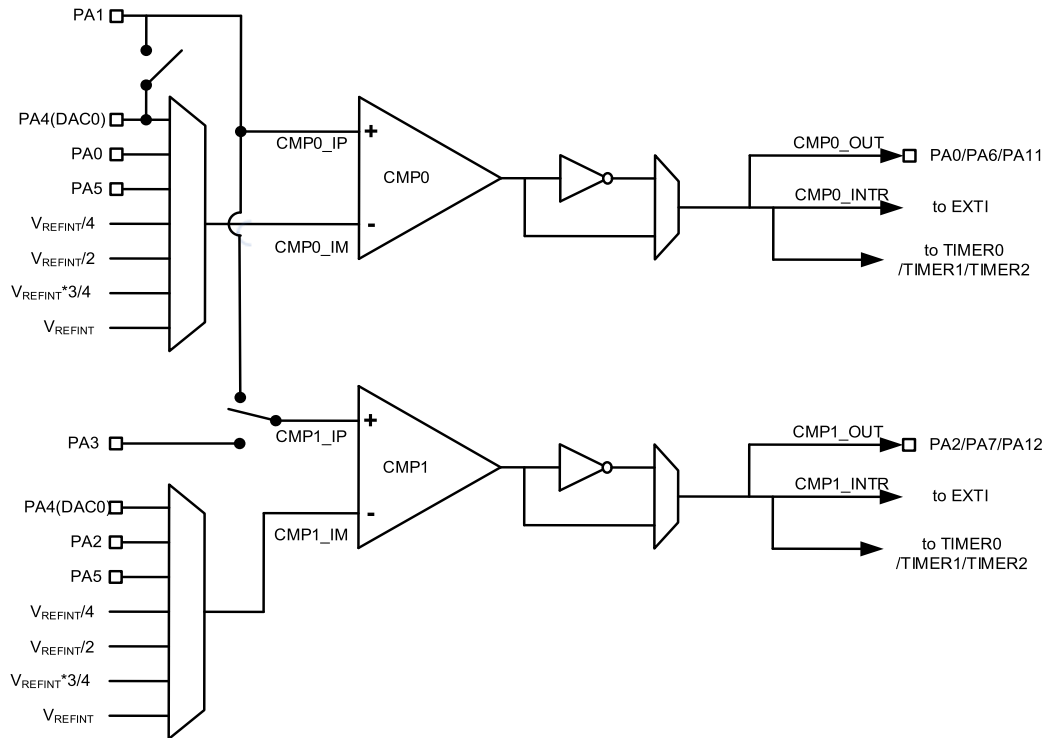 PA1
PA4(DAC0)
PA0
PA5
VREFINT/4
VREFINT/2
VREFINT*3/4
VREFINT
CMP0_IP
+
CMP0
-
CMP0_IM
CMP0_OUT
PA0/PA6/PA11
CMP0_INTR
to EXTI
to TIMER0
/TIMER1/TIMER2
PA3
CMP1_IP
+
CMP1
-
CMP1_IM
PA4(DAC0)
PA2
PA5
VREFINT/4
VREFINT/2
VREFINT*3/4
VREFINT
CMP1_OUT
PA2/PA7/PA12
CMP1_INTR
to EXTI
to TIMER0
/TIMER1/TIMER2